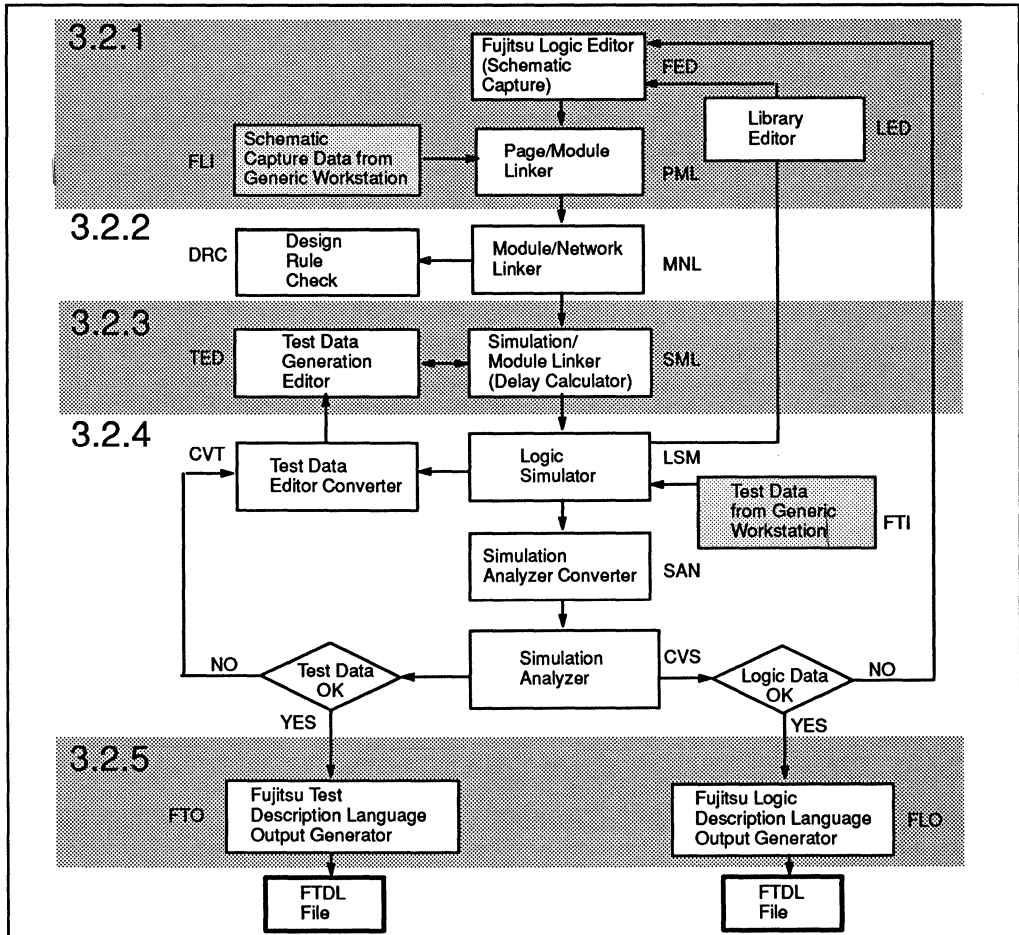 3.2.1
Fujitsu Logic Editor
(Schematic
Capture)
FED
Library
Editor
LED
FLI
Schematic
Capture Data from
Generic Workstation
Page/Module
Linker
PML
3.2.2
DRC
Design
Rule
Check
Module/Network
Linker
MNL
3.2.3
TED
Test Data
Generation
Editor
Simulation/
Module Linker
(Delay Calculator)
SML
3.2.4
CVT
Test Data
Editor Converter
Logic
Simulator
LSM
Test Data
from Generic
Workstation
FTI
Simulation
Analyzer Converter
SAN
NO
Test Data
OK
Simulation
Analyzer
CVS
Logic Data
OK
NO
YES
YES
3.2.5
FTO
Fujitsu Test
Description Language
Output Generator
Fujitsu Logic
Description Language
Output Generator
FLO
FTDL
File
FTDL
File